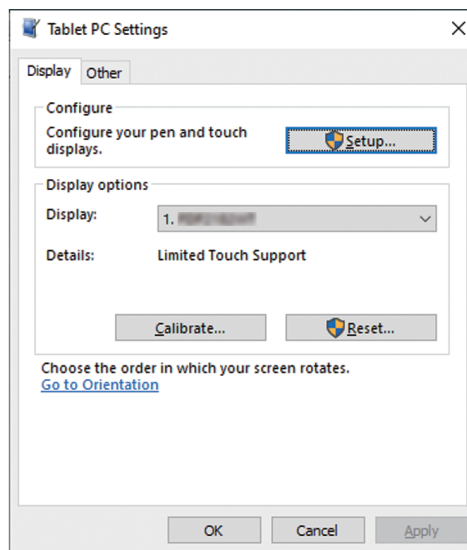 Tablet PC Settings
Display
Other
Configure
Configure your pen and touch
displays.
Setup...
Display options
Display:
1.
Details:
Limited Touch Support
Calibrate...
Reset...
Choose the order in which your screen rotates.
Go to Orientation
OK
Cancel
Apply